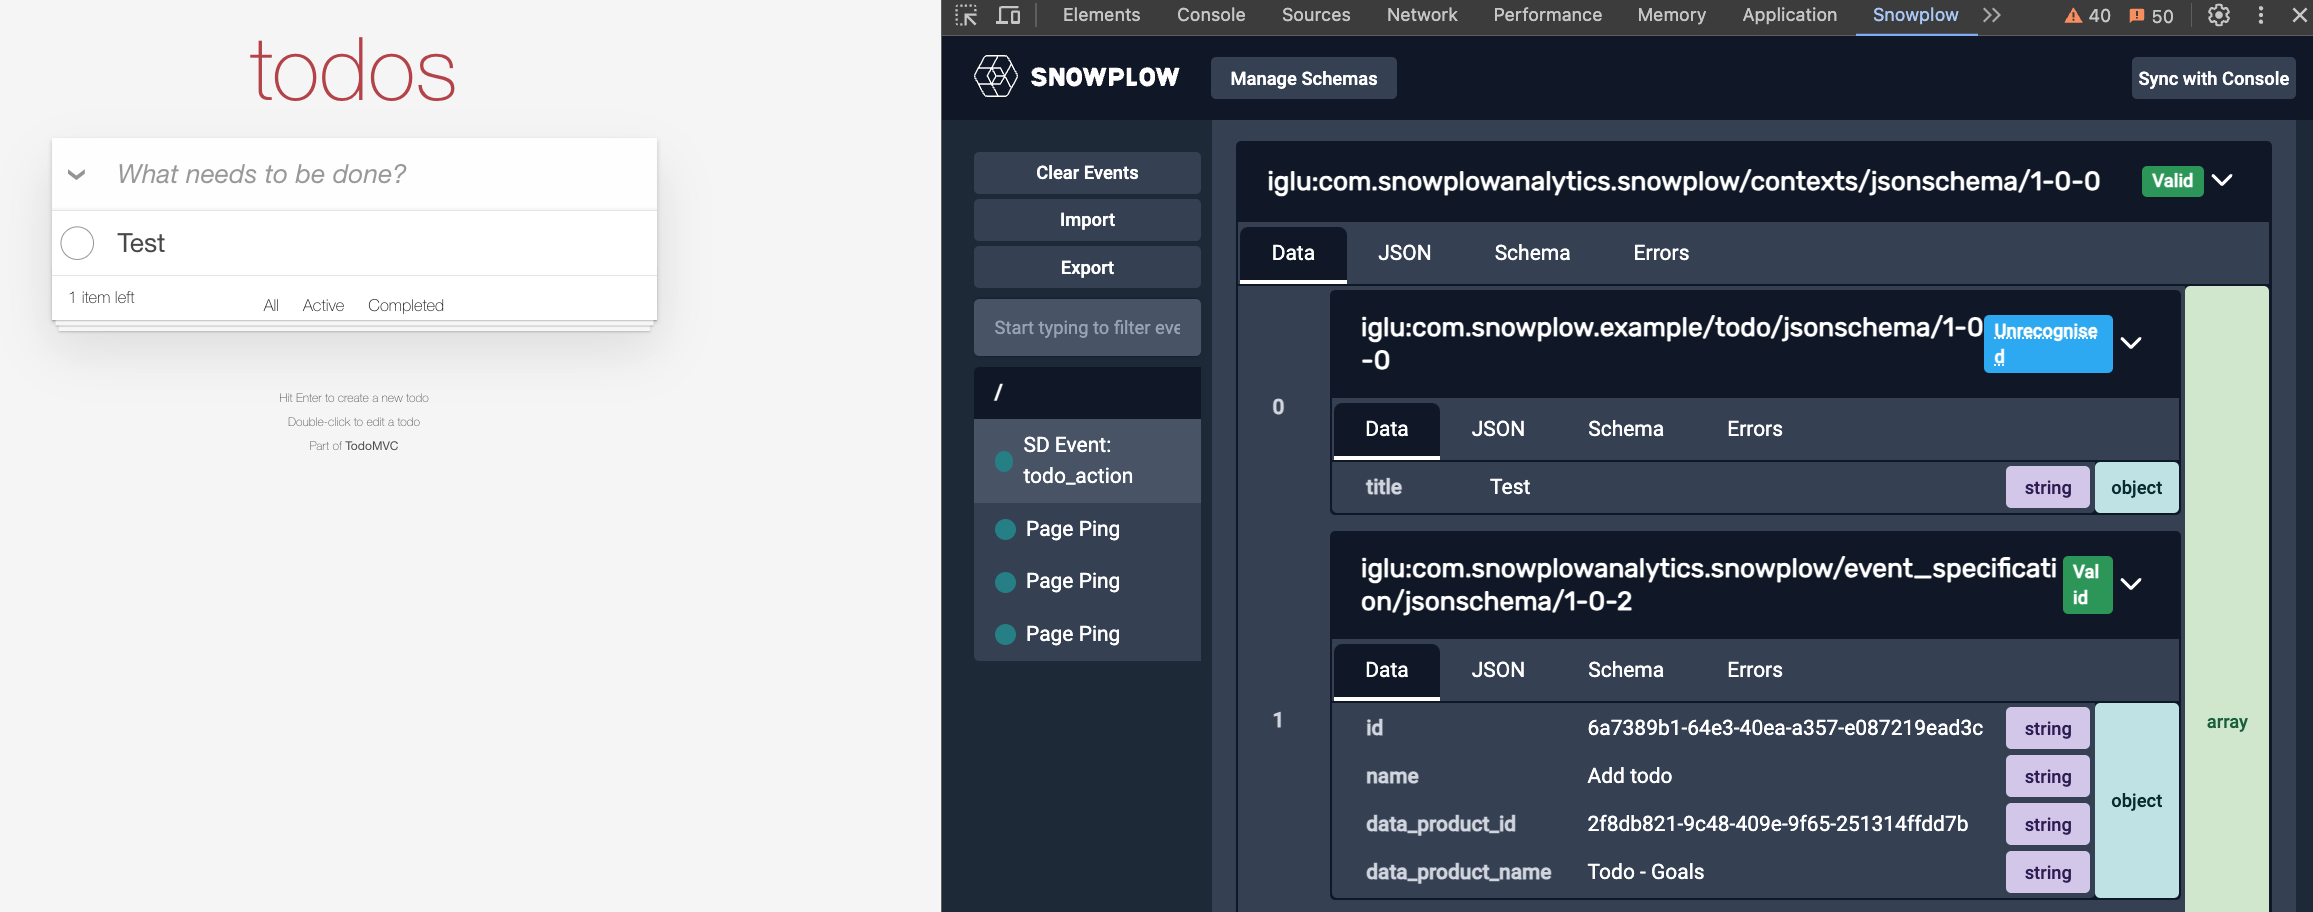 todos
What needs to be done?
Test
1 item left
All Active Completed
Hit Enter to create a new todo
Double-click to edit a todo
Part of TodoMVC
Elements Console Sources Network Performance Memory Application Snowplow 40 50
SNOWPLOW Manage Schemas Sync with Console
Clear Events
Import
Export
Start typing to filter eve
/
SD Event:
todo_action
Page Ping
Page Ping
Page Ping
iglu:com.snowplowanalytics.snowplow/contexts/jsonschema/1-0-0 Valid
Data JSON Schema Errors
0
iglu:com.snowplow.example/todo/jsonschema/1-0
-0
Unrecognise
d
Data JSON Schema Errors
title Test string object
1
iglu:com.snowplowanalytics.snowplow/event_specificati
on/jsonschema/1-0-2
Val
id
Data JSON Schema Errors
id 6a7389b1-64e3-40ea-a357-e087219ead3c string
name Add todo string
data_product_id 2f8db821-9c48-409e-9f65-251314ffdd7b string
data_product_name Todo - Goals string
object
array